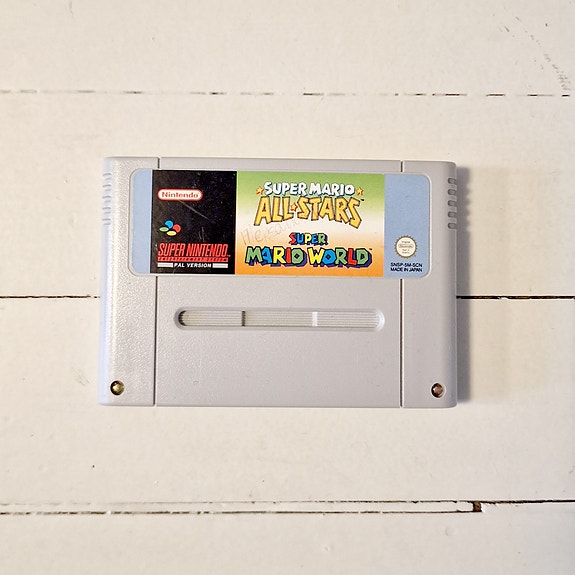 Nintendo
SUPER MARIO
ALL★STARS
SUPER
MARIO WORLD™
SUPER NINTENDO
ENTERTAINMENT SYSTEM
PAL VERSION
SNSP-5M-SCN
MADE IN JAPAN